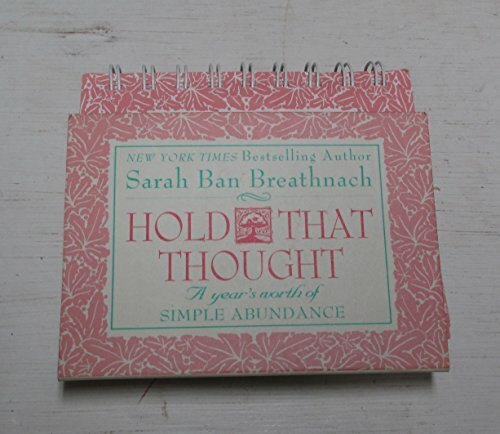 NEW YORK TIMES Bestselling Author
Sarah Ban Breathnach
HOLD THAT
THOUGHT
A year's worth of
SIMPLE ABUNDANCE